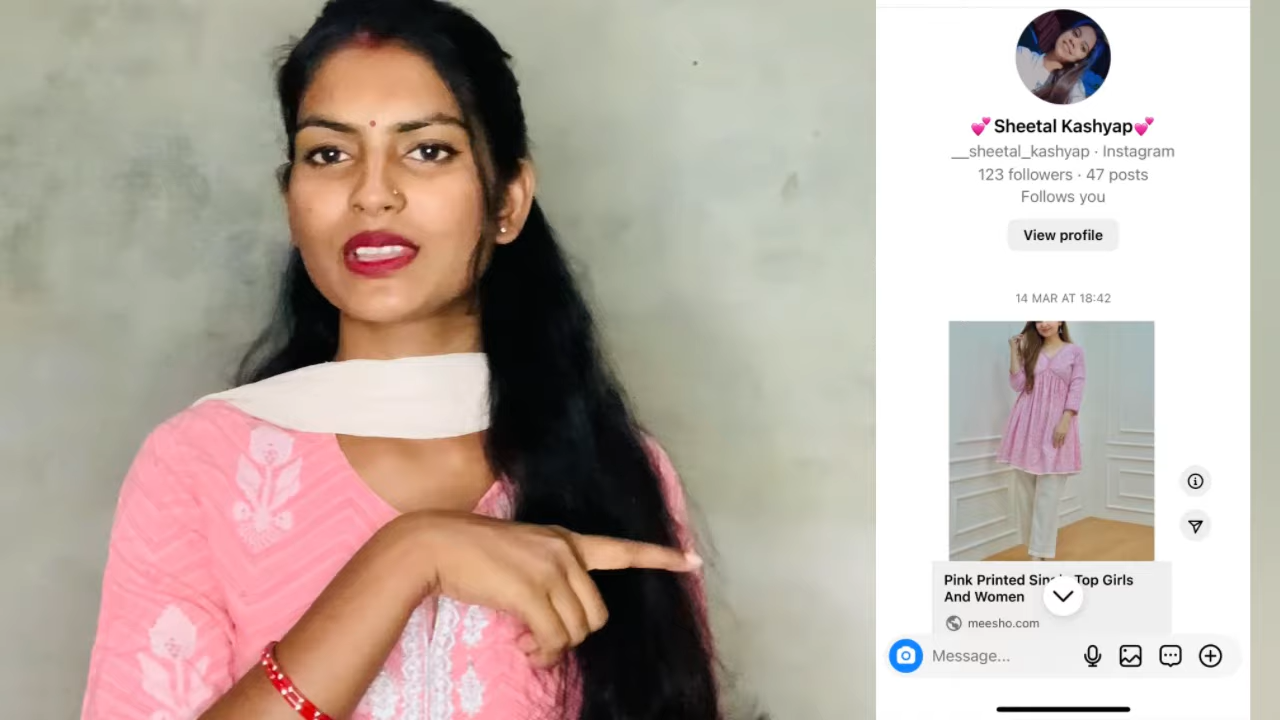 💕 Sheetal Kashyap💕
__sheetal_kashyap · Instagram
123 followers · 47 posts
Follows you
View profile
14 MAR AT 18:42
Pink Printed Top Girls
And Women
meesho.com
Message...